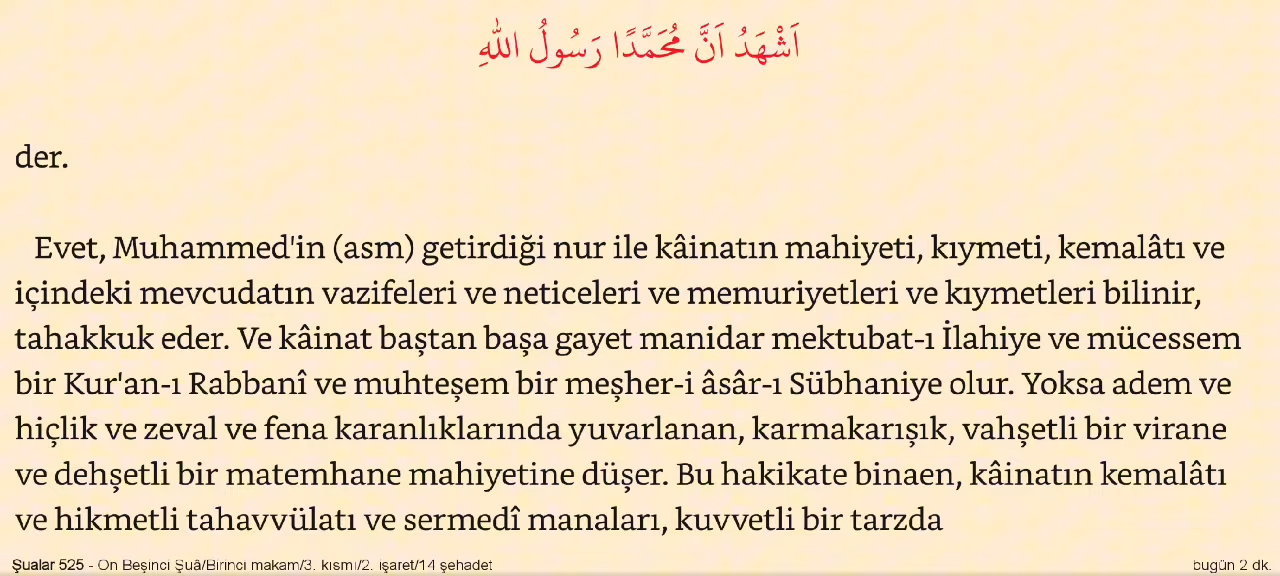 اَشْهَدُ اَنَّ مُحَمَّدًا رَسُولُ اللّٰهِ
der.
Evet, Muhammed'in (asm) getirdiği nur ile kâinatın mahiyeti, kıymeti, kemalâtı ve
içindeki mevcudatın vazifeleri ve neticeleri ve memuriyetleri ve kıymetleri bilinir,
tahakkuk eder. Ve kâinat baştan başa gayet manidar mektubat-ı İlahiye ve mücessem
bir Kur'an-ı Rabbanî ve muhteşem bir meşher-i âsâr-ı Sübhaniye olur. Yoksa adem ve
hiçlik ve zeval ve fena karanlıklarında yuvarlanan, karmakarışık, vahşetli bir virane
ve dehşetli bir matemhane mahiyetine düşer. Bu hakikate binaen, kâinatın kemalâtı
ve hikmetli tahavvülatı ve sermedî manaları, kuvvetli bir tarzda
Şualar 525 - On Beşinci Şuâ/Birinci makam/3. kısmı/2. işaret/14 şehadet
bugün 2 dk.